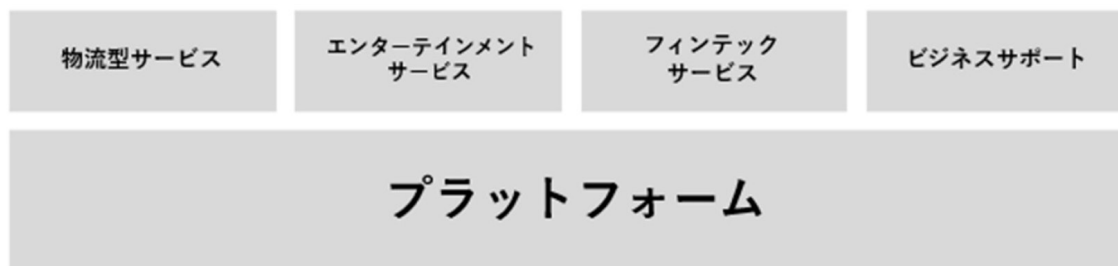 物流型サービス
エンターテインメント
サービス
フィンテック
サービス
ビジネスサポート
プラットフォーム